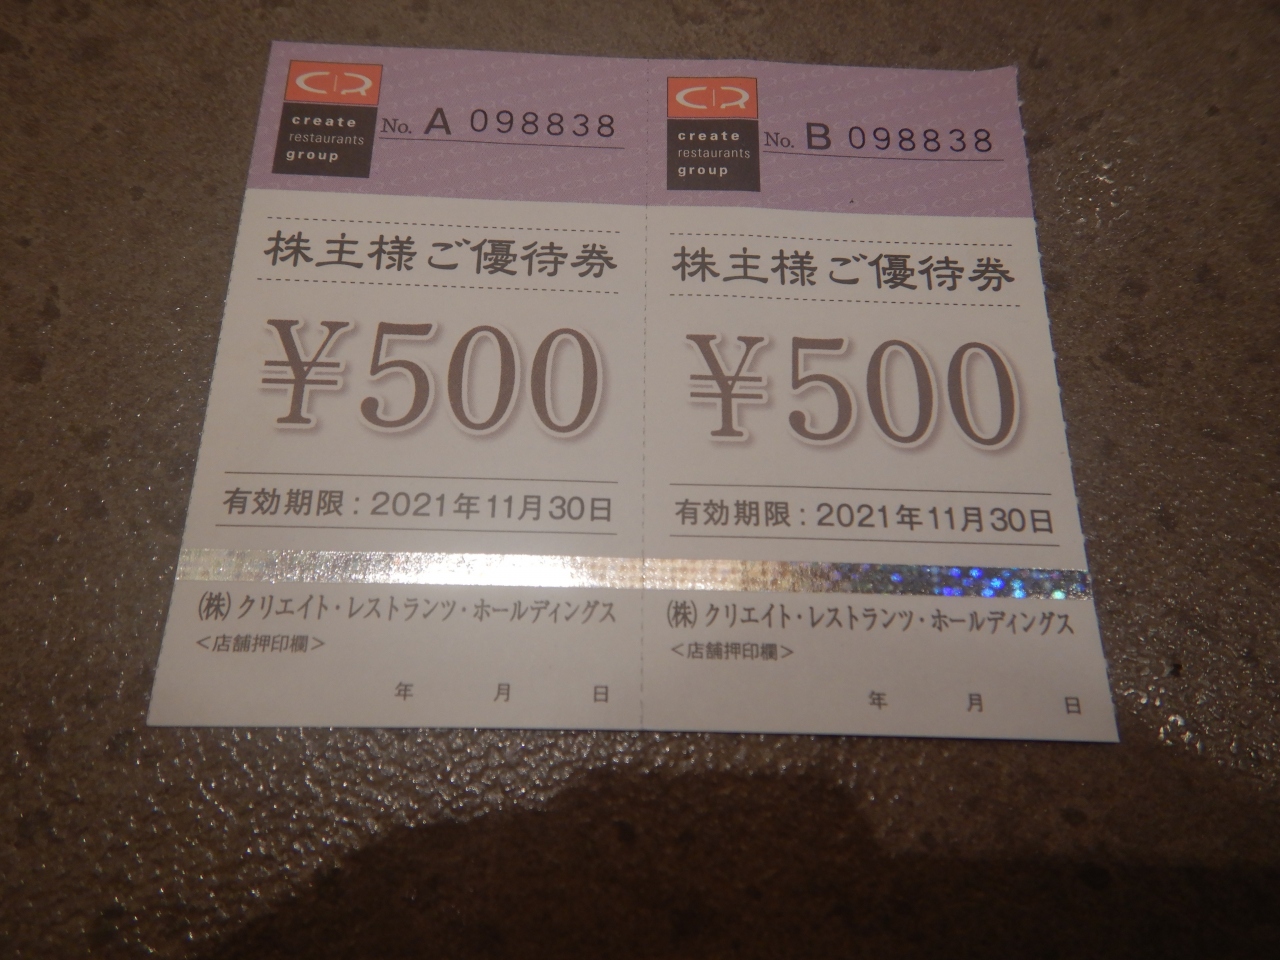 create
restaurants
group
No. A 098838
株主様ご優待券
¥500
有効期限：2021年11月30日
(株)クリエイト・レストランツ・ホールディングス
<店舗押印欄>
年 月 日
create
restaurants
group
No. B 098838
株主様ご優待券
¥500
有効期限：2021年11月30日
(株)クリエイト・レストランツ・ホールディングス
<店舗押印欄>
年 月 日